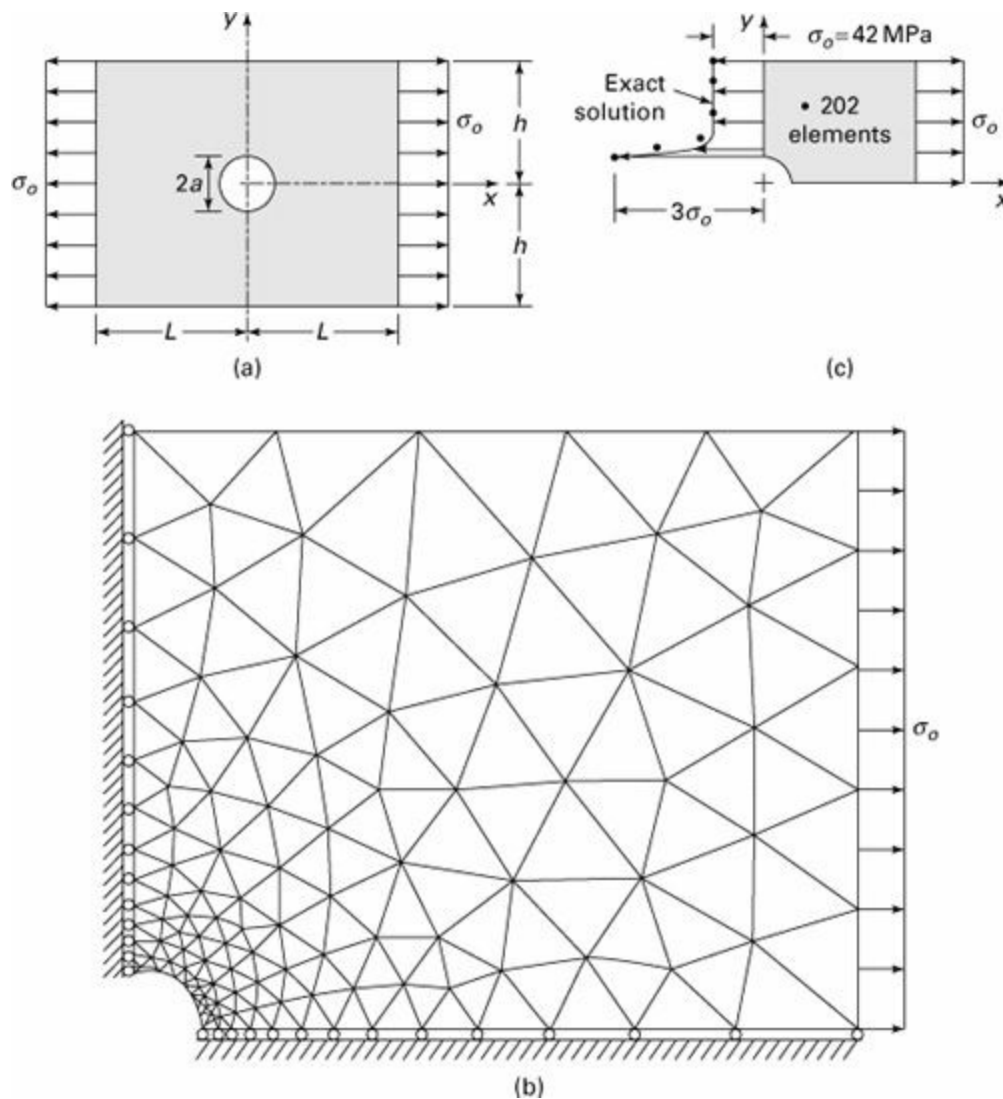 y
σo
h
2a
σo
x
h
L
L
(a)
y
σo=42 MPa
Exact
solution
• 202
elements
σo
x
3σo
(c)
σo
(b)